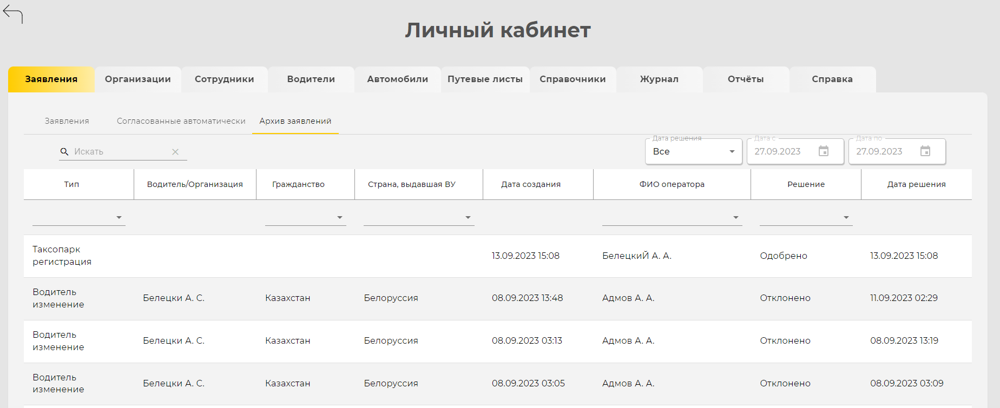 Личный кабинет
Заявления Организации Сотрудники Водители Автомобили Путевые листы Справочники Журнал Отчёты Справка
Заявления Согласованные автоматически Архив заявлений
Дата решения Дата с Дата по
Искать Все 27.09.2023 27.09.2023
Тип Водитель/Организация Гражданство Страна, выдавшая ВУ Дата создания ФИО оператора Решение Дата решения
Таксопарк
регистрация 13.09.2023 15:08 БелецкиЙ А. А. Одобрено 13.09.2023 15:08
Водитель
изменение Белецки А. С. Казахстан Белоруссия 08.09.2023 13:48 Адмов А. А. Отклонено 11.09.2023 02:29
Водитель
изменение Белецки А. С. Казахстан Белоруссия 08.09.2023 03:13 Адмов А. А. Отклонено 08.09.2023 13:19
Водитель
изменение Белецки А. С. Казахстан Белоруссия 08.09.2023 03:05 Адмов А. А. Отклонено 08.09.2023 03:09